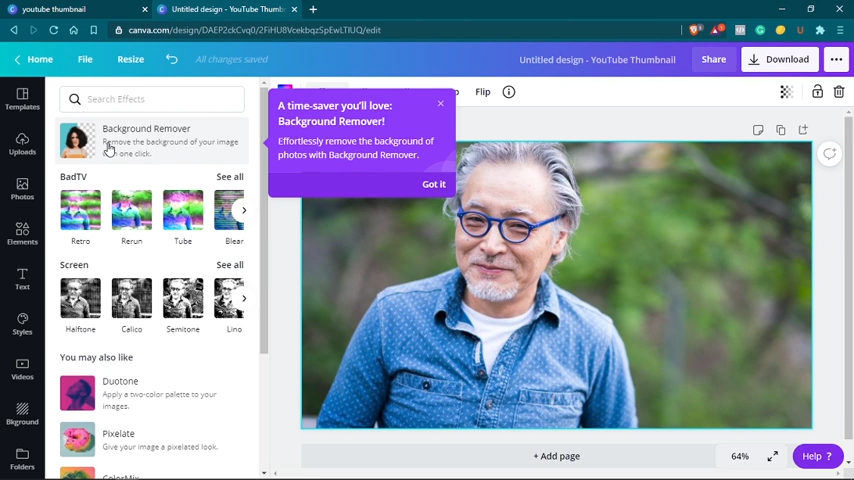 youtube thumbnail
Untitled design - YouTube Thumb
canva.com/design/DAEP2ckCvq0/2FiHU8VcekbqzSpEwLTlUQ/edit
Home
File
Resize
All changes saved
Untitled design - YouTube Thumbnail
Share
Download
Templates
Uploads
Photos
Elements
Text
Styles
Videos
Bkground
Folders
Search Effects
Background Remover
Remove the background of your image
one click.
BadTV
See all
Retro
Rerun
Tube
Blear
Screen
See all
Halftone
Calico
Semitone
Lino
You may also like
Duotone
Apply a two-color palette to your
images.
Pixelate
Give your image a pixelated look.
ColorMix
A time-saver you'll love:
Background Remover!
Effortlessly remove the background of
photos with Background Remover.
Got it
Flip
+ Add page
64%
Help ?